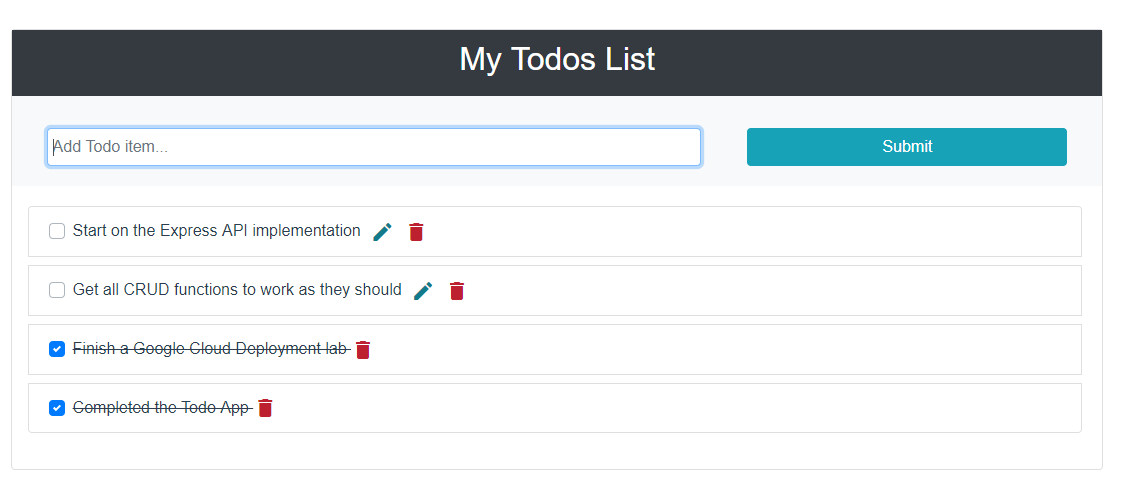 My Todos List
Add Todo item...
Submit
Start on the Express API implementation
Get all CRUD functions to work as they should
Finish a Google Cloud Deployment lab
Completed the Todo App